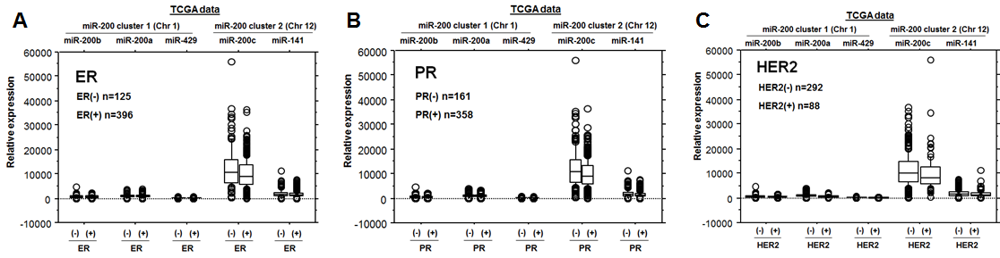 A
TCGA data
miR-200 cluster 1 (Chr 1) miR-200 cluster 2 (Chr 12)
miR-200b miR-200a miR-429 miR-200c miR-141
Relative expression
60000
50000
40000
30000
20000
10000
0
-10000
ER
ER(-) n=125
ER(+) n=396
(-) (+) (-) (+) (-) (+) (-) (+) (-) (+)
ER ER ER ER ER
B
TCGA data
miR-200 cluster 1 (Chr 1) miR-200 cluster 2 (Chr 12)
miR-200b miR-200a miR-429 miR-200c miR-141
Relative expression
60000
50000
40000
30000
20000
10000
0
-10000
PR
PR(-) n=161
PR(+) n=358
(-) (+) (-) (+) (-) (+) (-) (+) (-) (+)
PR PR PR PR PR
C
TCGA data
miR-200 cluster 1 (Chr 1) miR-200 cluster 2 (Chr 12)
miR-200b miR-200a miR-429 miR-200c miR-141
Relative expression
60000
50000
40000
30000
20000
10000
0
-10000
HER2
HER2(-) n=292
HER2(+) n=88
(-) (+) (-) (+) (-) (+) (-) (+) (-) (+)
HER2 HER2 HER2 HER2 HER2